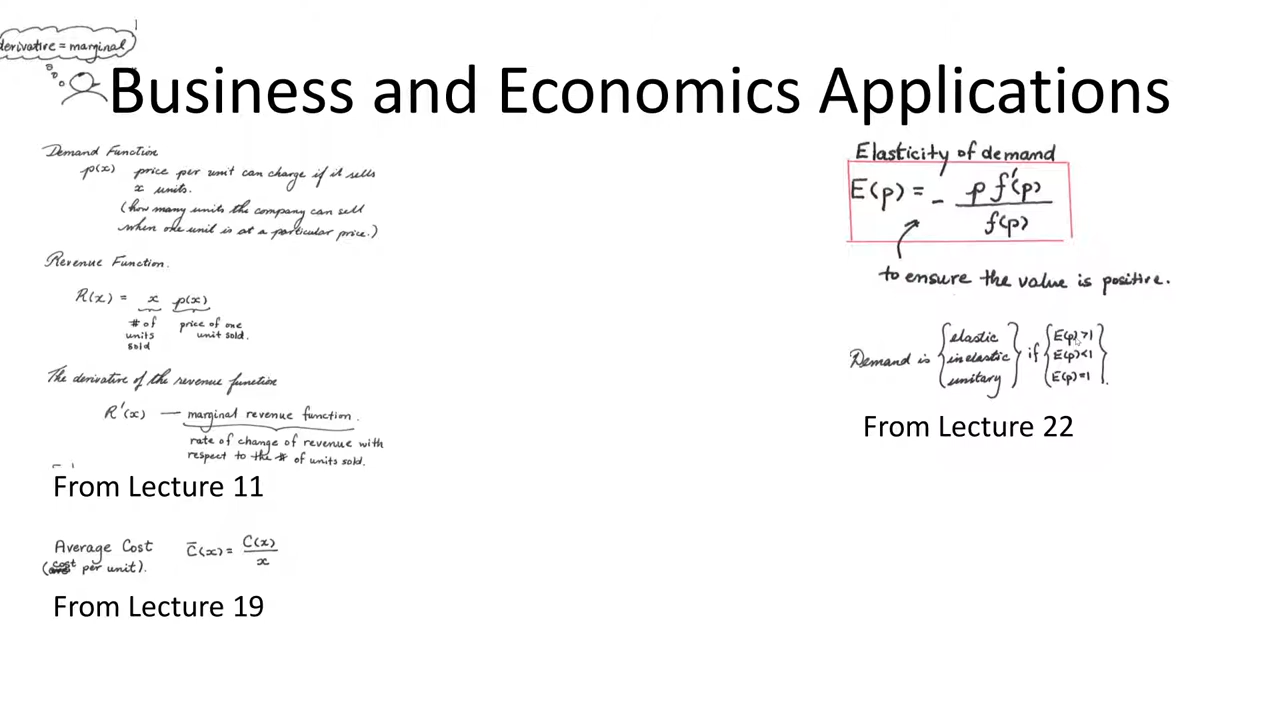 derivative = marginal
Business and Economics Applications
Demand Function
p(x) price per unit can charge if it sells
x units.
(how many units the company can sell
when one unit is at a particular price.)
Revenue Function.
R(x) = x p(x)
# of units sold
price of one unit sold.
The derivative of the revenue function
R'(x) — marginal revenue function.
rate of change of revenue with
respect to the # of units sold.
From Lecture 11
Average Cost C̄(x) = C(x)/x
(cost per unit).
From Lecture 19
Elasticity of demand
E(p) = - p f'(p) / f(p)
to ensure the value is positive.
Demand is { elastic inelastic unitary } if { E(p)>1 E(p)<1 E(p)=1 }.
From Lecture 22